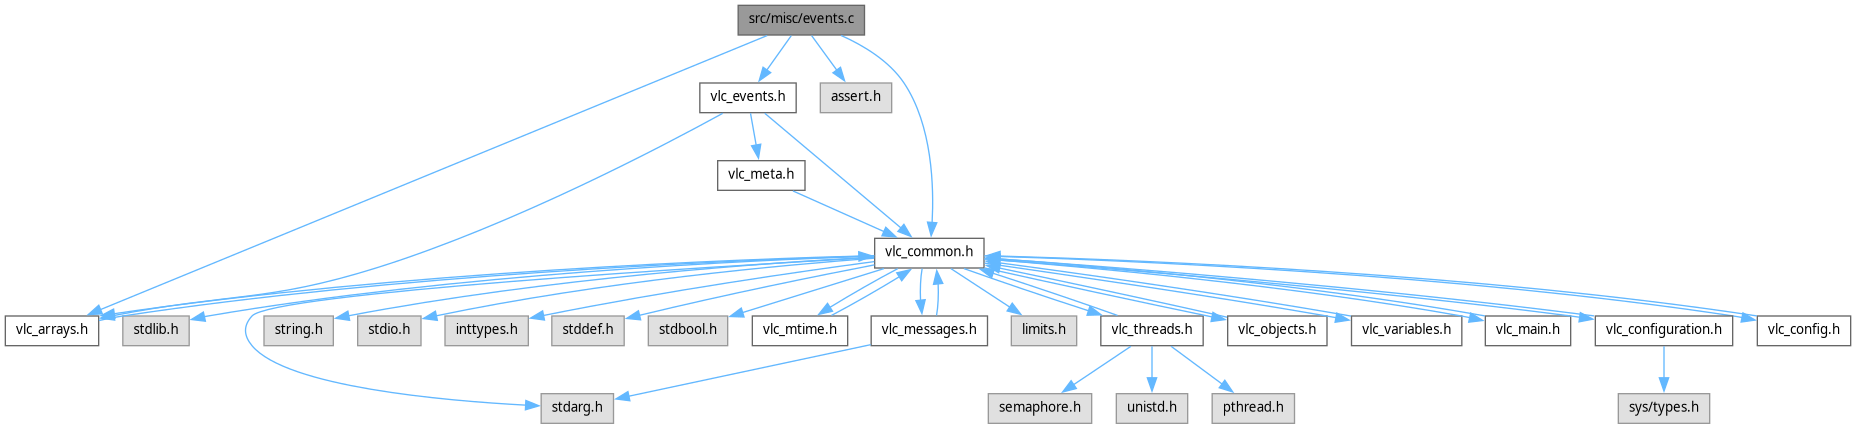 src/misc/events.c
vlc_events.h
assert.h
vlc_meta.h
vlc_common.h
vlc_arrays.h
stdlib.h
string.h
stdio.h
inttypes.h
stddef.h
stdbool.h
vlc_mtime.h
vlc_messages.h
limits.h
vlc_threads.h
vlc_objects.h
vlc_variables.h
vlc_main.h
vlc_configuration.h
vlc_config.h
stdarg.h
semaphore.h
unistd.h
pthread.h
sys/types.h